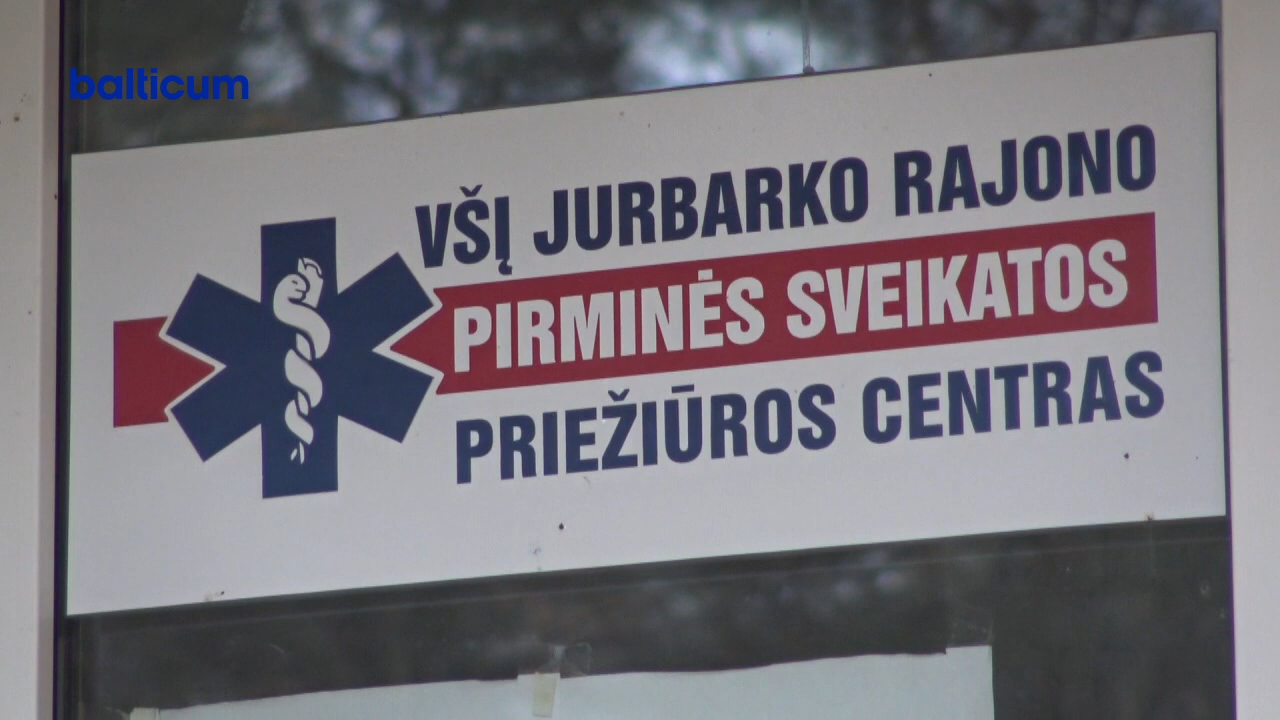 balticum
VŠĮ JURBARKO RAJONO
PIRMINĖS SVEIKATOS
PRIEŽIŪROS CENTRAS